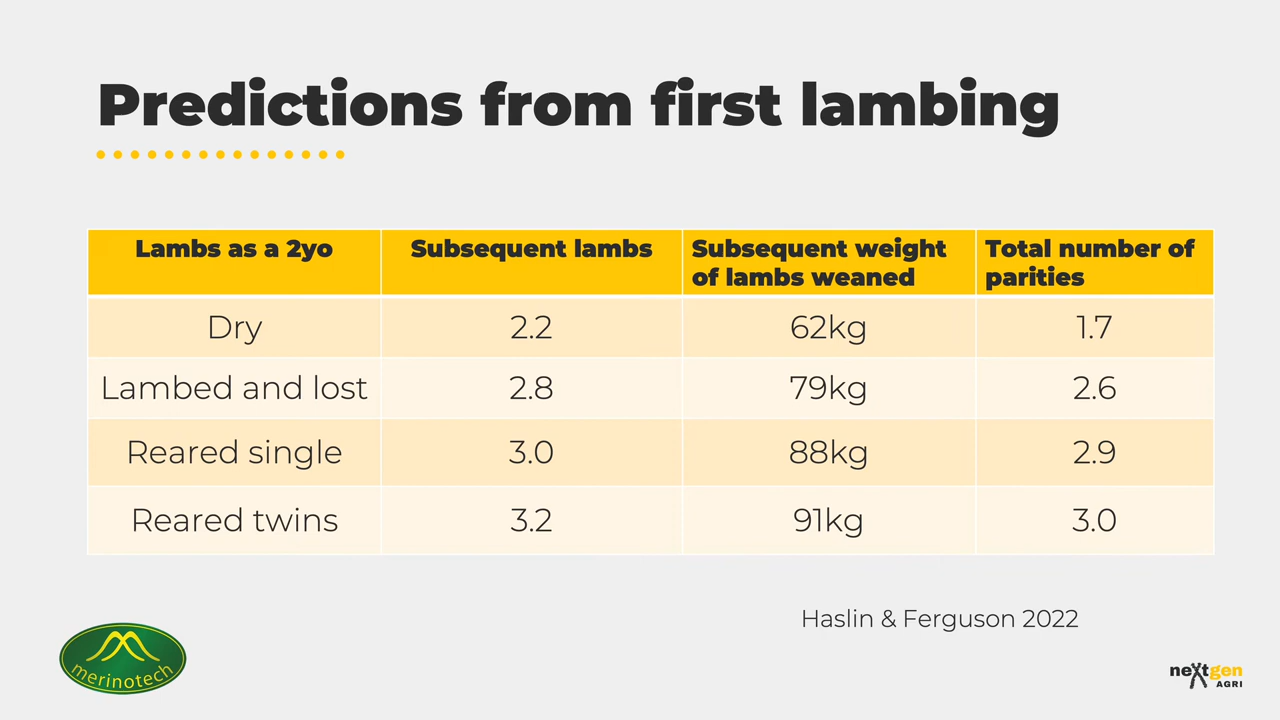 Predictions from first lambing
Lambs as a 2yo
Subsequent lambs
Subsequent weight
of lambs weaned
Total number of
parities
Dry
2.2
62kg
1.7
Lambed and lost
2.8
79kg
2.6
Reared single
3.0
88kg
2.9
Reared twins
3.2
91kg
3.0
Haslin & Ferguson 2022
merinotech
nextgen
AGRI